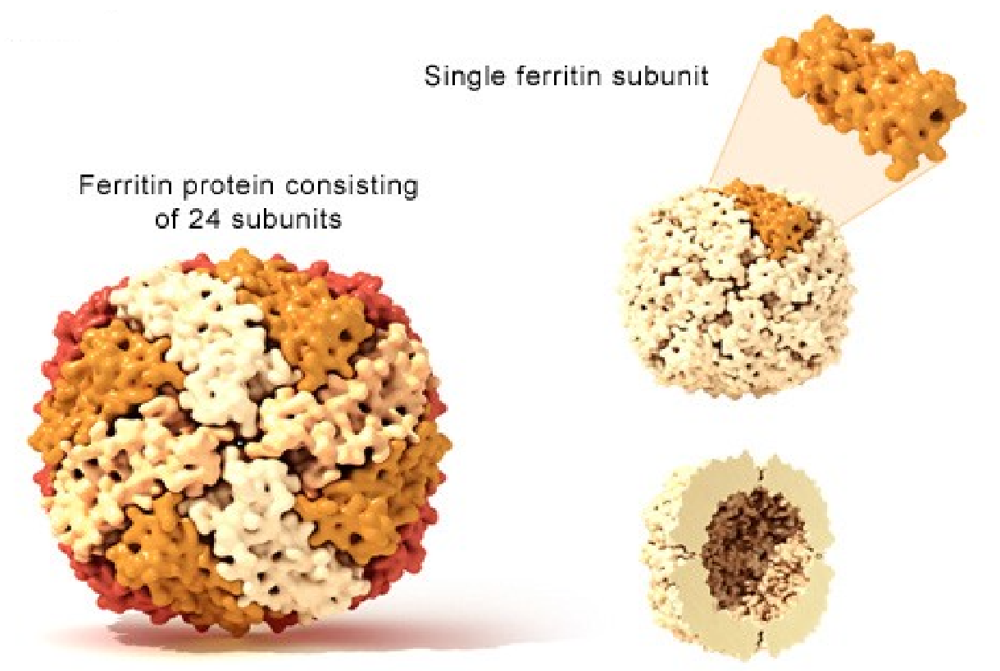 Single ferritin subunit
Ferritin protein consisting
of 24 subunits